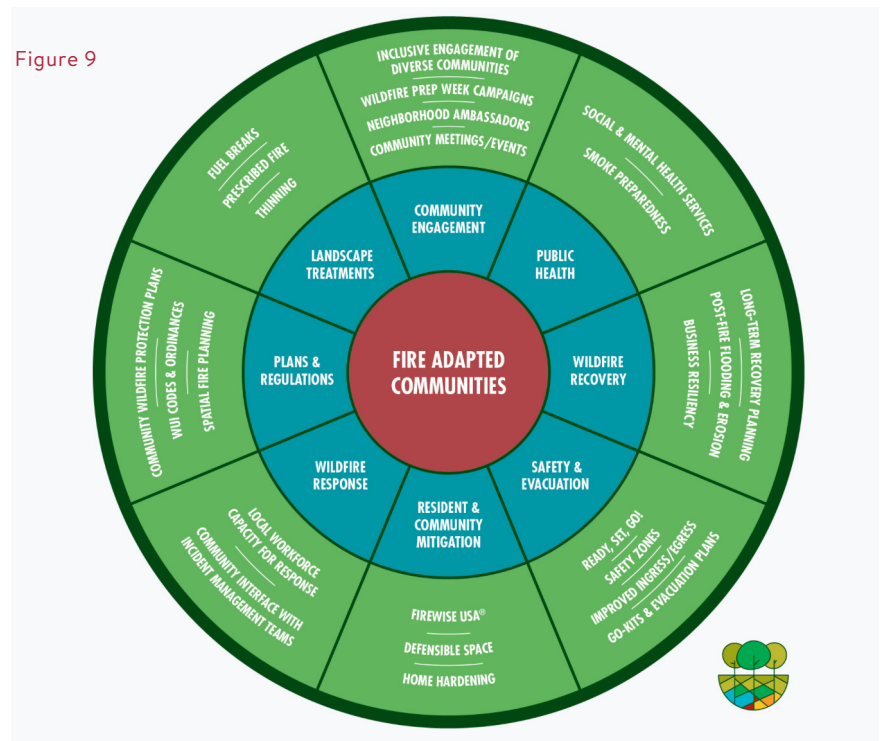 Figure 9
FIRE ADAPTED
COMMUNITIES
COMMUNITY
ENGAGEMENT
INCLUSIVE ENGAGEMENT OF
DIVERSE COMMUNITIES
WILDFIRE PREP WEEK CAMPAIGNS
NEIGHBORHOOD AMBASSADORS
COMMUNITY MEETINGS/EVENTS
PUBLIC
HEALTH
SOCIAL & MENTAL HEALTH SERVICES
SMOKE PREPAREDNESS
WILDFIRE
RECOVERY
LONG-TERM RECOVERY PLANNING
POST-FIRE FLOODING & EROSION
BUSINESS RESILIENCY
SAFETY &
EVACUATION
READY, SET, GO!
SAFETY ZONES
IMPROVED INGRESS/EGRESS
GO-KITS & EVACUATION PLANS
RESIDENT &
COMMUNITY
MITIGATION
FIREWISE USA®
DEFENSIBLE SPACE
HOME HARDENING
WILDFIRE
RESPONSE
LOCAL WORKFORCE
CAPACITY FOR RESPONSE
COMMUNITY INTERFACE WITH
INCIDENT MANAGEMENT TEAMS
PLANS &
REGULATIONS
COMMUNITY WILDFIRE PROTECTION PLANS
WUI CODES & ORDINANCES
SPATIAL FIRE PLANNING
LANDSCAPE
TREATMENTS
FUEL BREAKS
PRESCRIBED FIRE
THINNING